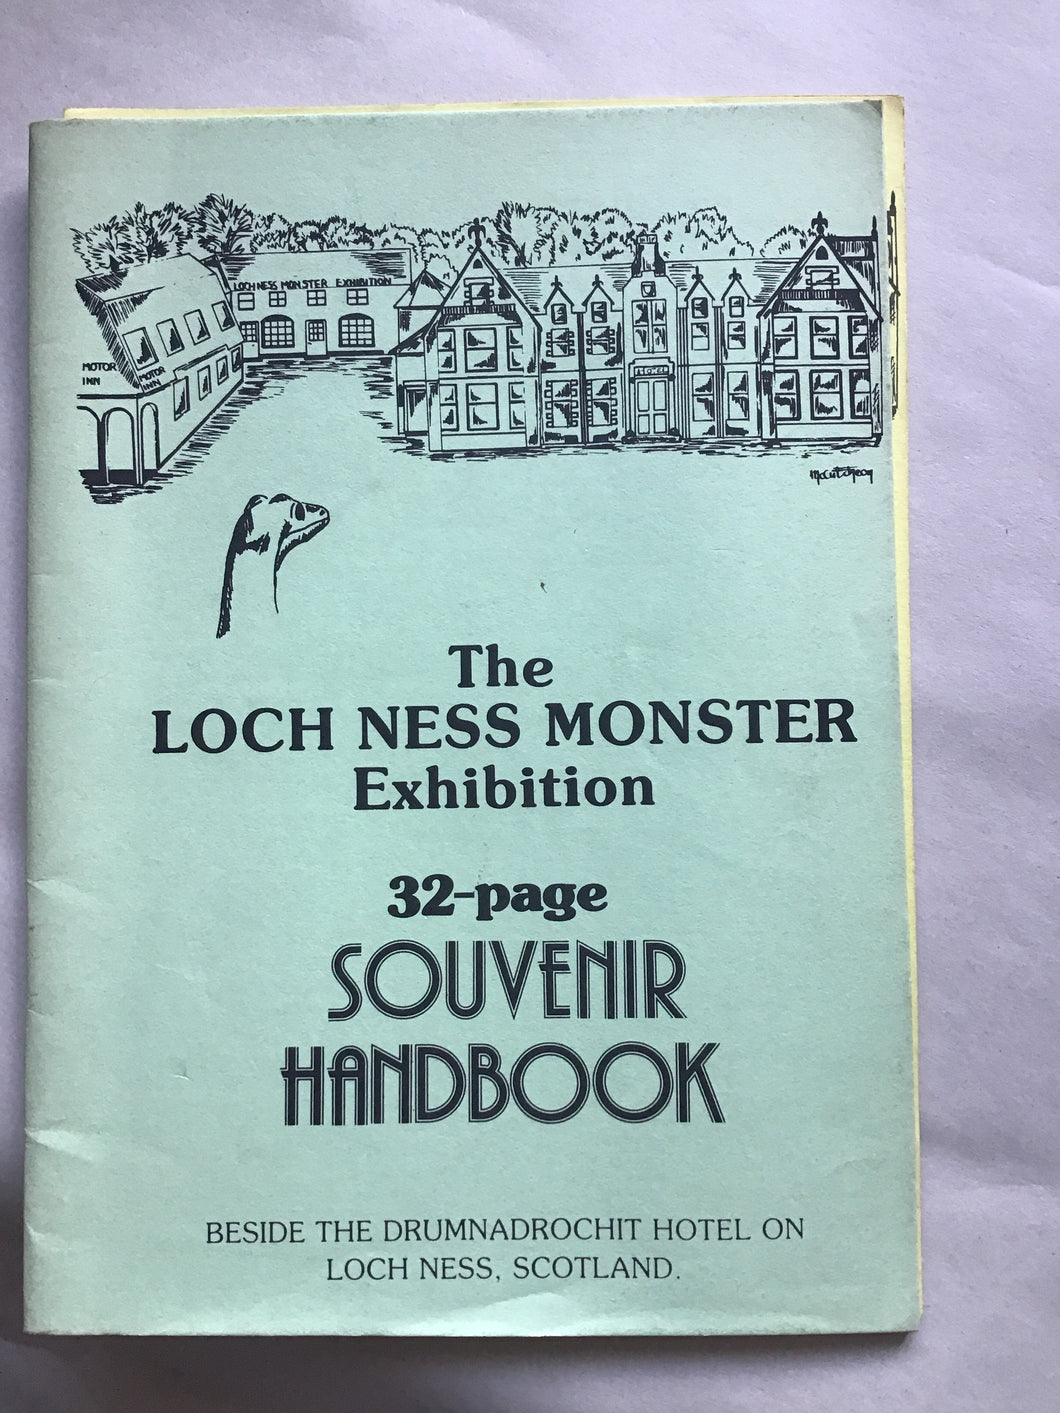 LOCH NESS MONSTER EXHIBITION
MOTOR
INN
MOTOR
INN
HOTEL
McCutcheon
The
LOCH NESS MONSTER
Exhibition
32-page
SOUVENIR
HANDBOOK
BESIDE THE DRUMNADROCHIT HOTEL ON
LOCH NESS, SCOTLAND.